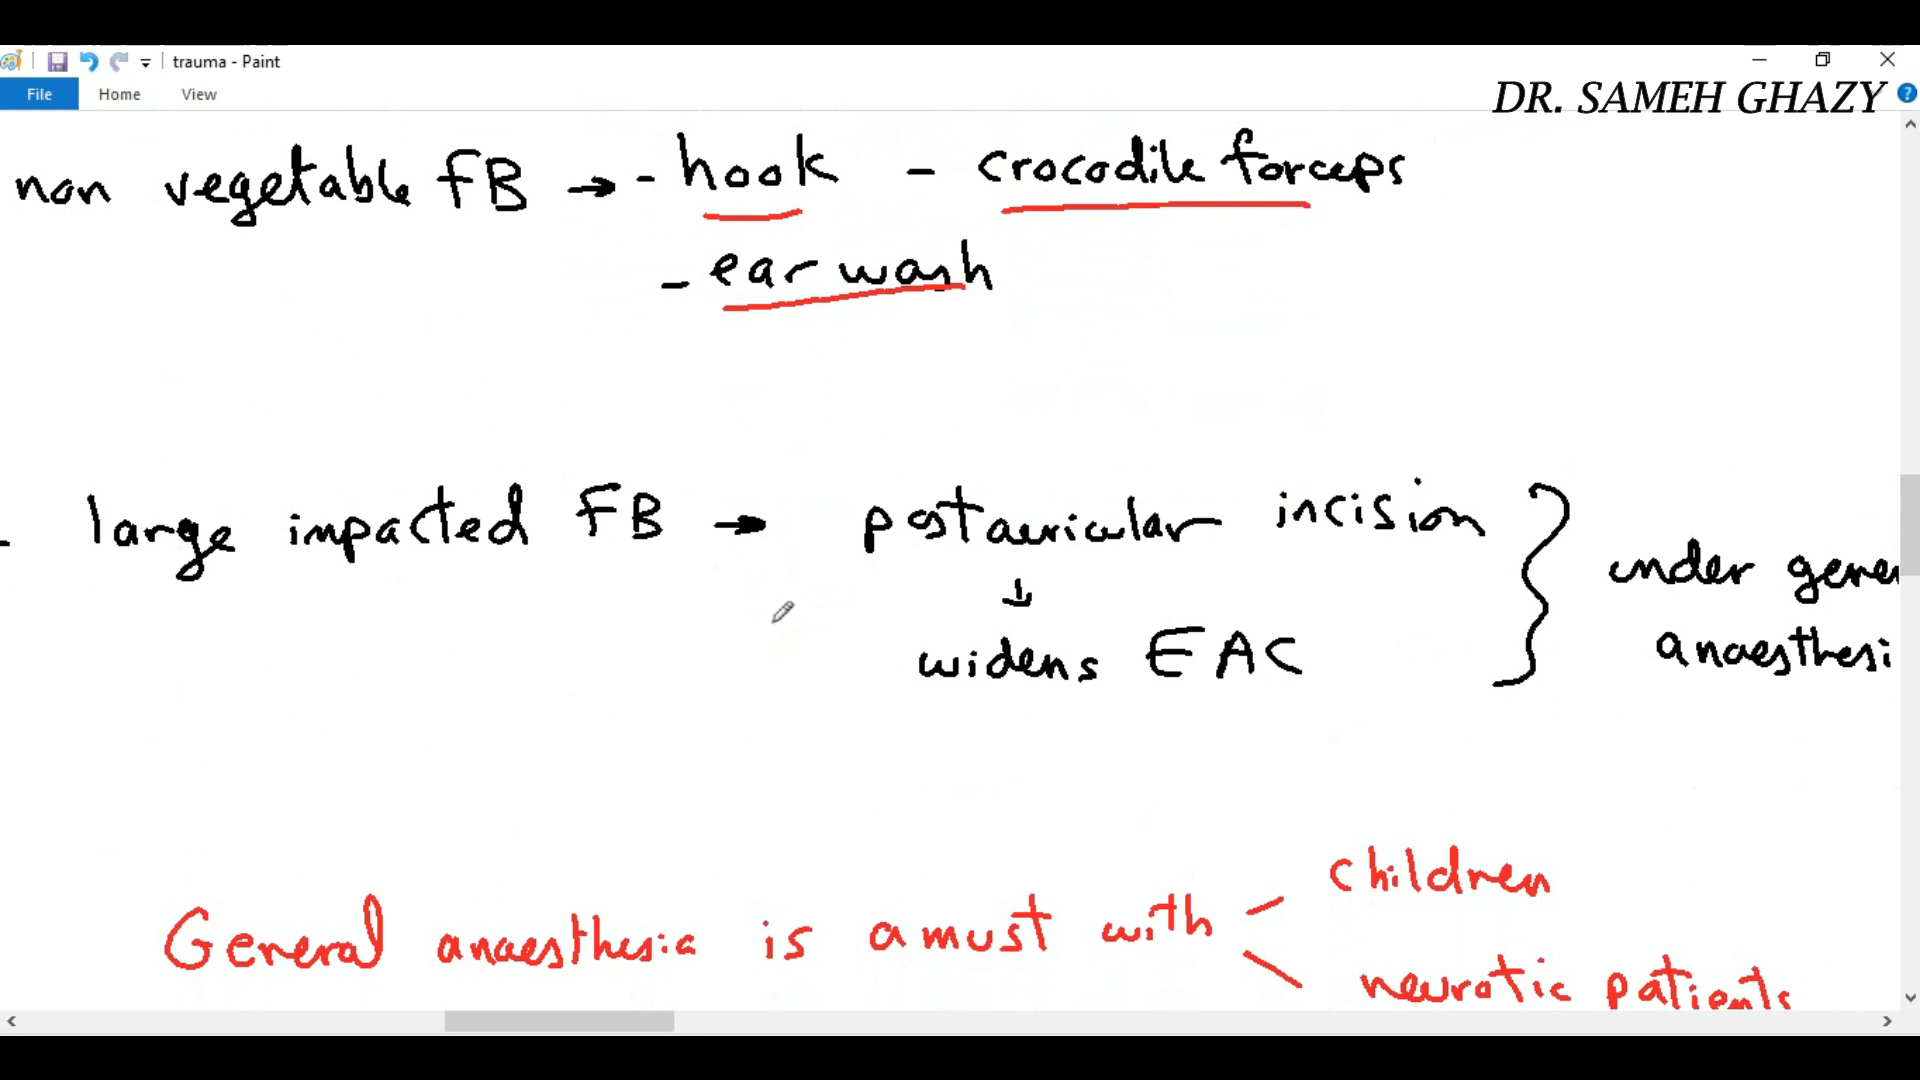 trauma - Paint
File Home View
DR. SAMEH GHAZY
non vegetable FB → - hook - crocodile forceps
- ear wash
- large impacted FB → postauricular incision
↓
widens EAC
under gener
anaesthesi
General anaesthesia is a must with
children
neurotic patients